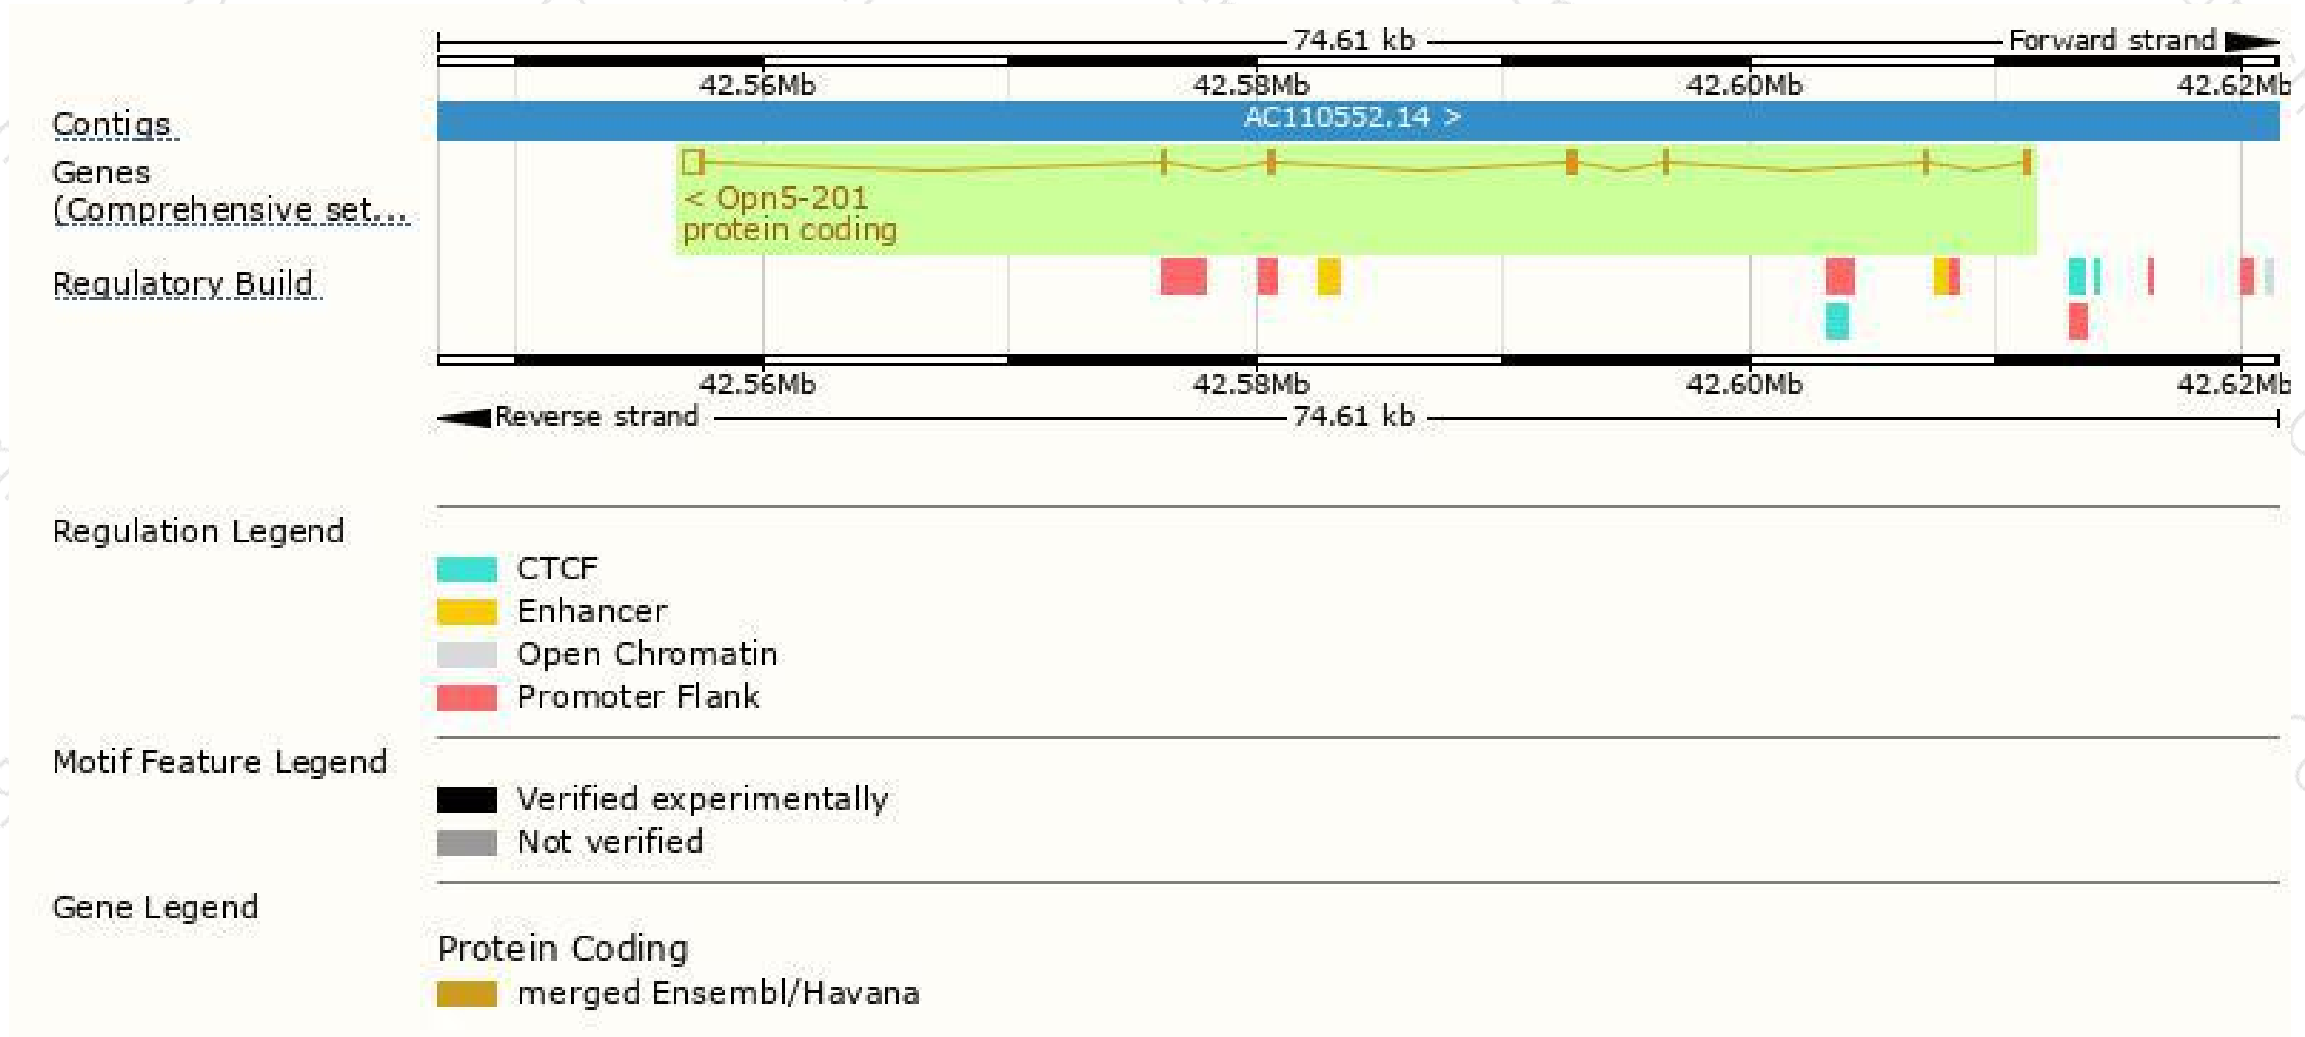 74.61 kb Forward strand
42.56Mb 42.58Mb 42.60Mb 42.62Mb
Contigs AC110552.14 >
Genes
(Comprehensive set...
< Opn5-201
protein coding
Regulatory Build
42.56Mb 42.58Mb 42.60Mb 42.62Mb
Reverse strand 74.61 kb
Regulation Legend
CTCF
Enhancer
Open Chromatin
Promoter Flank
Motif Feature Legend
Verified experimentally
Not verified
Gene Legend
Protein Coding
merged Ensembl/Havana